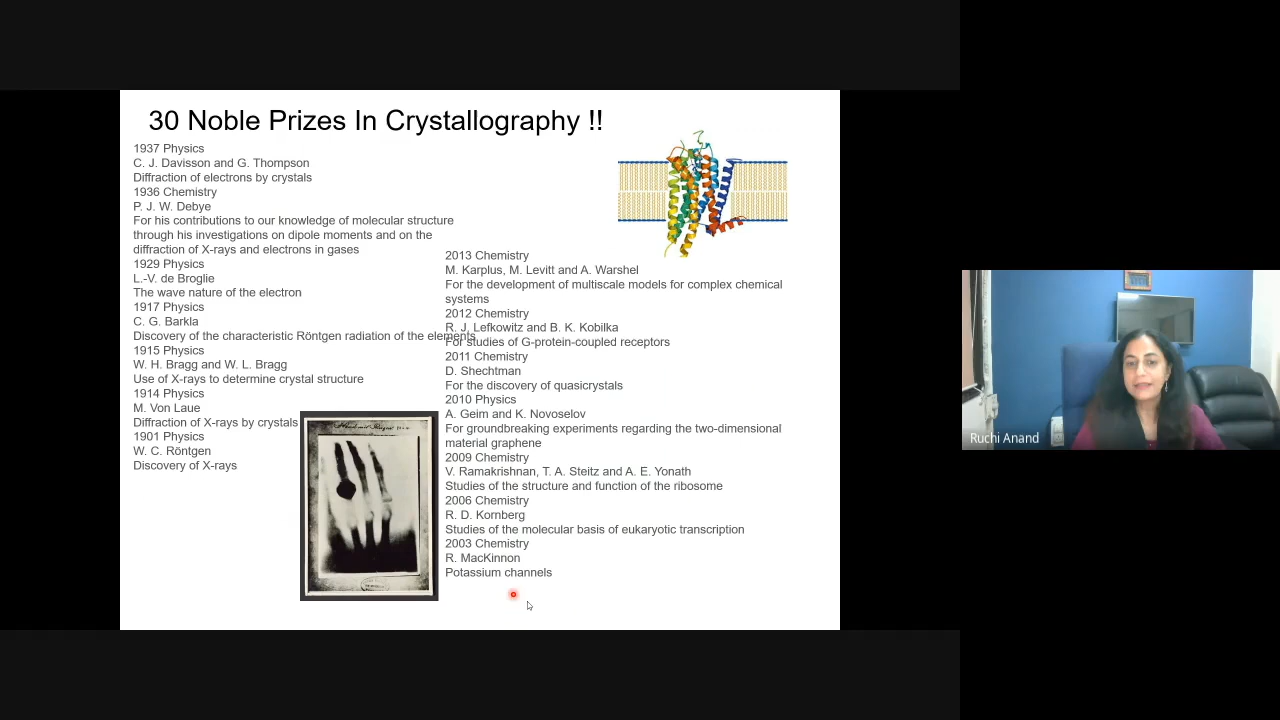 30 Noble Prizes In Crystallography !!
1937 Physics
C. J. Davisson and G. Thompson
Diffraction of electrons by crystals
1936 Chemistry
P. J. W. Debye
For his contributions to our knowledge of molecular structure
through his investigations on dipole moments and on the
diffraction of X-rays and electrons in gases
1929 Physics
L.-V. de Broglie
The wave nature of the electron
1917 Physics
C. G. Barkla
Discovery of the characteristic Röntgen radiation of the elements
1915 Physics
W. H. Bragg and W. L. Bragg
Use of X-rays to determine crystal structure
1914 Physics
M. Von Laue
Diffraction of X-rays by crystals
1901 Physics
W. C. Röntgen
Discovery of X-rays
2013 Chemistry
M. Karplus, M. Levitt and A. Warshel
For the development of multiscale models for complex chemical
systems
2012 Chemistry
R. J. Lefkowitz and B. K. Kobilka
For studies of G-protein-coupled receptors
2011 Chemistry
D. Shechtman
For the discovery of quasicrystals
2010 Physics
A. Geim and K. Novoselov
For groundbreaking experiments regarding the two-dimensional
material graphene
2009 Chemistry
V. Ramakrishnan, T. A. Steitz and A. E. Yonath
Studies of the structure and function of the ribosome
2006 Chemistry
R. D. Kornberg
Studies of the molecular basis of eukaryotic transcription
2003 Chemistry
R. MacKinnon
Potassium channels
Ruchi Anand